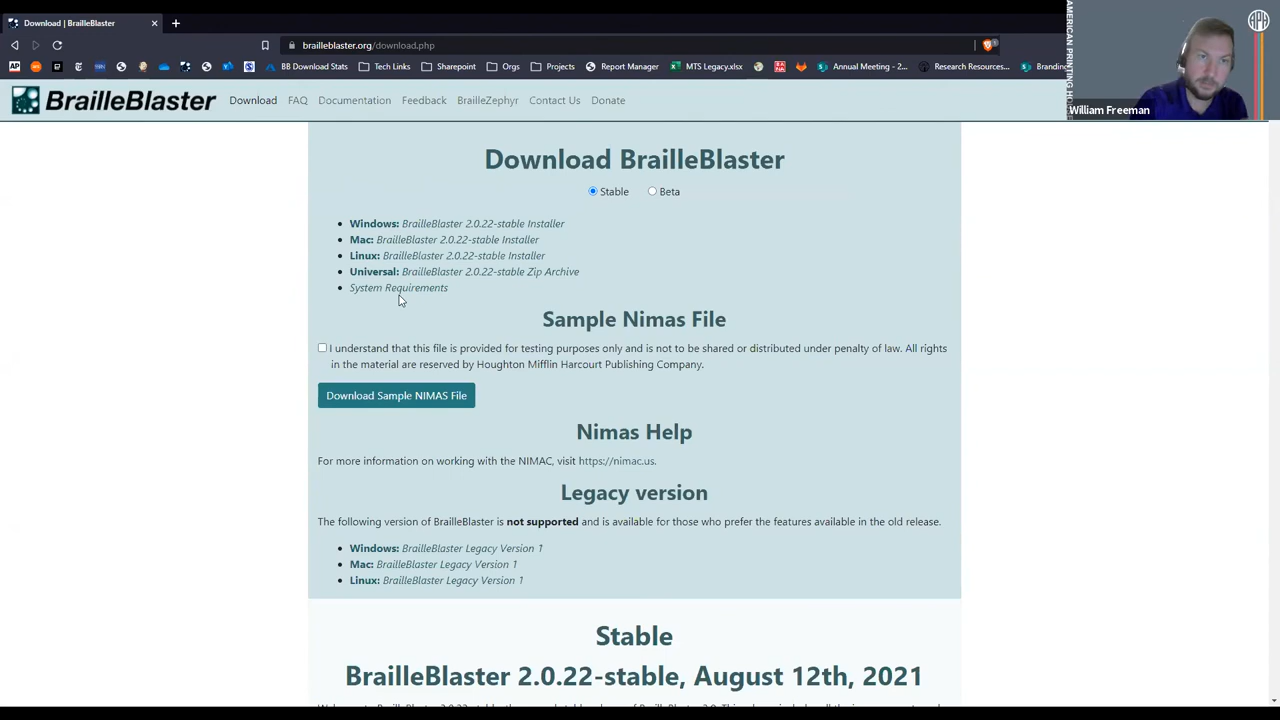 Download | BrailleBlaster
brailleblaster.org/download.php
BB Download Stats Tech Links Sharepoint Orgs Projects Report Manager MTS Legacy.xlsx Annual Meeting - 2... Research Resources... Brandin
BrailleBlaster Download FAQ Documentation Feedback BrailleZephyr Contact Us Donate
AMERICAN PRINTING HOU
APH
William Freeman
Download BrailleBlaster
Stable Beta
Windows: BrailleBlaster 2.0.22-stable Installer
Mac: BrailleBlaster 2.0.22-stable Installer
Linux: BrailleBlaster 2.0.22-stable Installer
Universal: BrailleBlaster 2.0.22-stable Zip Archive
System Requirements
Sample Nimas File
I understand that this file is provided for testing purposes only and is not to be shared or distributed under penalty of law. All rights
in the material are reserved by Houghton Mifflin Harcourt Publishing Company.
Download Sample NIMAS File
Nimas Help
For more information on working with the NIMAC, visit https://nimac.us.
Legacy version
The following version of BrailleBlaster is not supported and is available for those who prefer the features available in the old release.
Windows: BrailleBlaster Legacy Version 1
Mac: BrailleBlaster Legacy Version 1
Linux: BrailleBlaster Legacy Version 1
Stable
BrailleBlaster 2.0.22-stable, August 12th, 2021